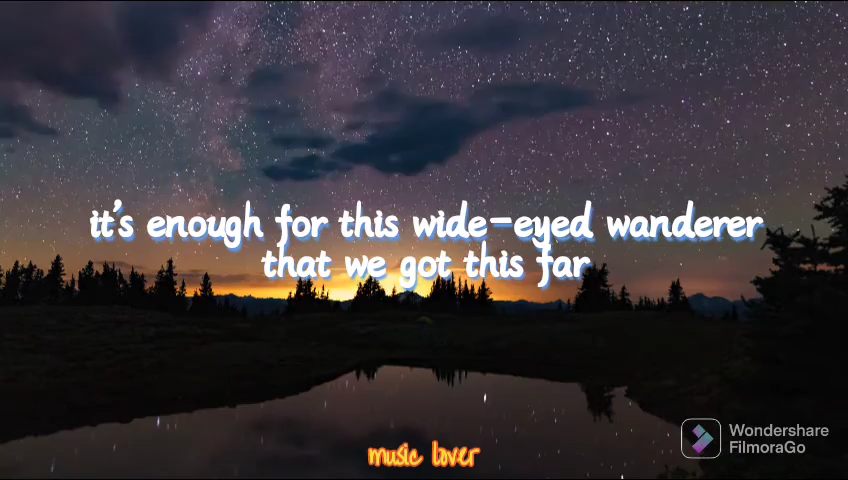 it's enough for this wide-eyed wanderer
that we got this far
music lover
Wondershare
FilmoraGo